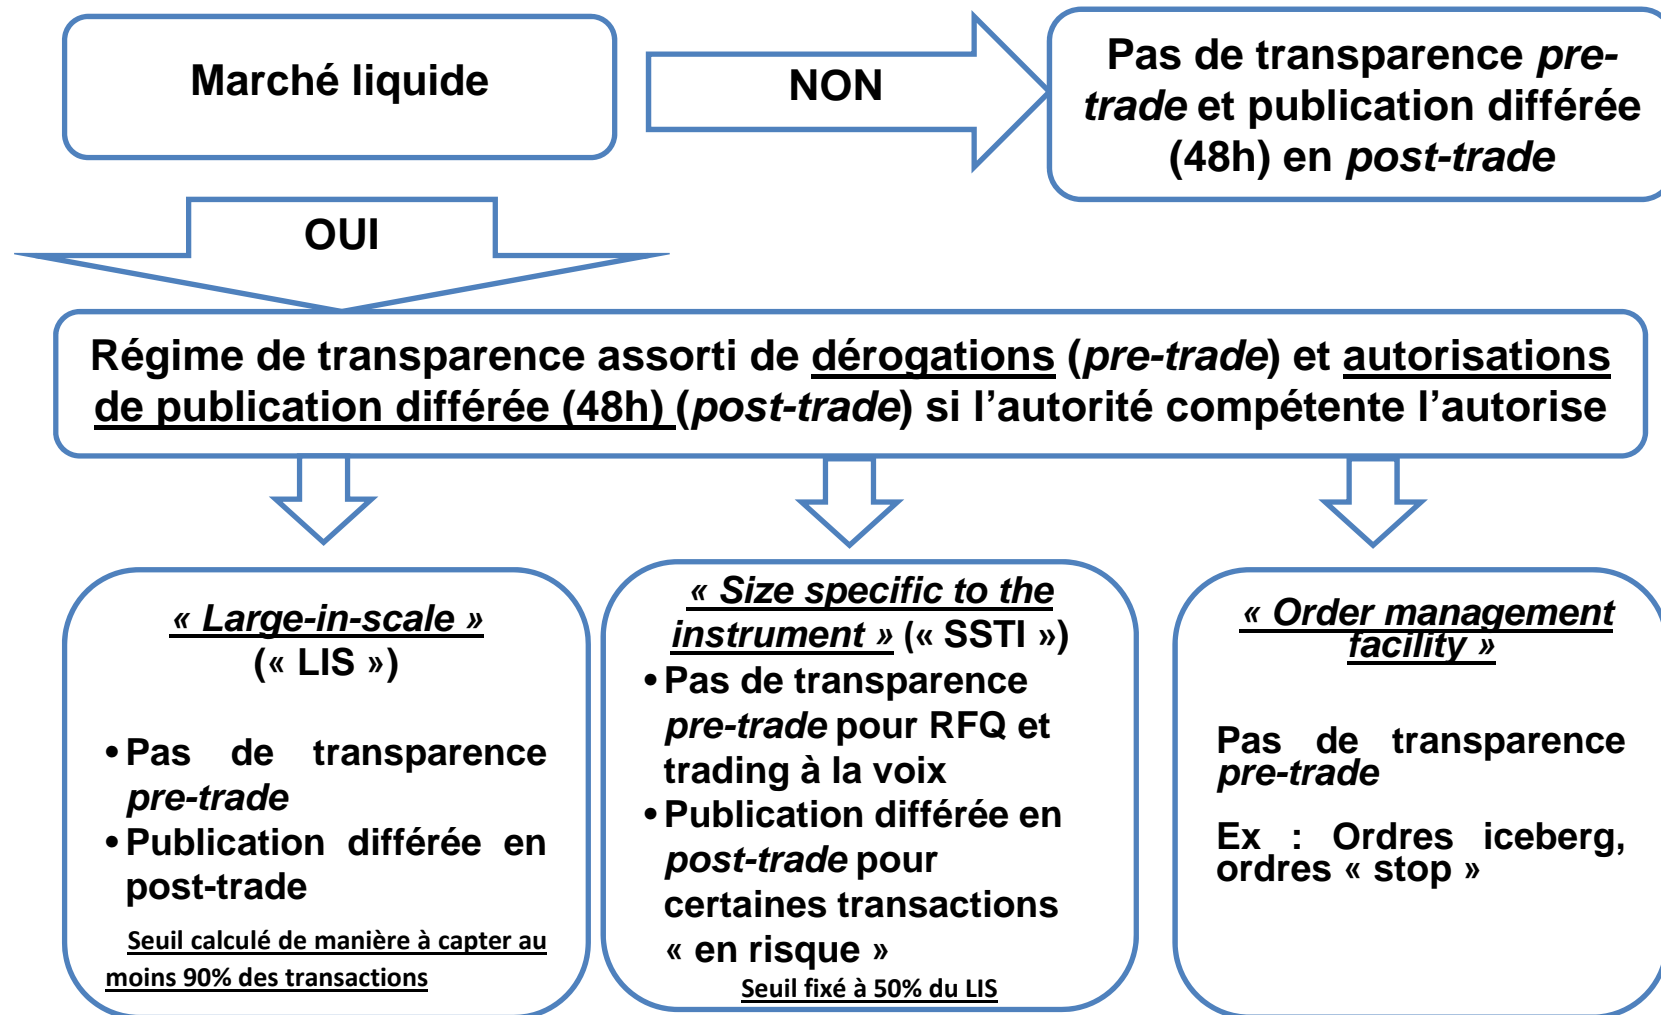 Marché liquide
NON
Pas de transparence pre-
trade et publication différée
(48h) en post-trade
OUI
Régime de transparence assorti de dérogations (pre-trade) et autorisations
de publication différée (48h) (post-trade) si l’autorité compétente l’autorise
« Large-in-scale »
(« LIS »)
• Pas de transparence
pre-trade
• Publication différée en
post-trade
Seuil calculé de manière à capter au
moins 90% des transactions
« Size specific to the
instrument » (« SSTI »)
• Pas de transparence
pre-trade pour RFQ et
trading à la voix
• Publication différée en
post-trade pour
certaines transactions
« en risque »
Seuil fixé à 50% du LIS
« Order management
facility »
Pas de transparence
pre-trade
Ex : Ordres iceberg,
ordres « stop »